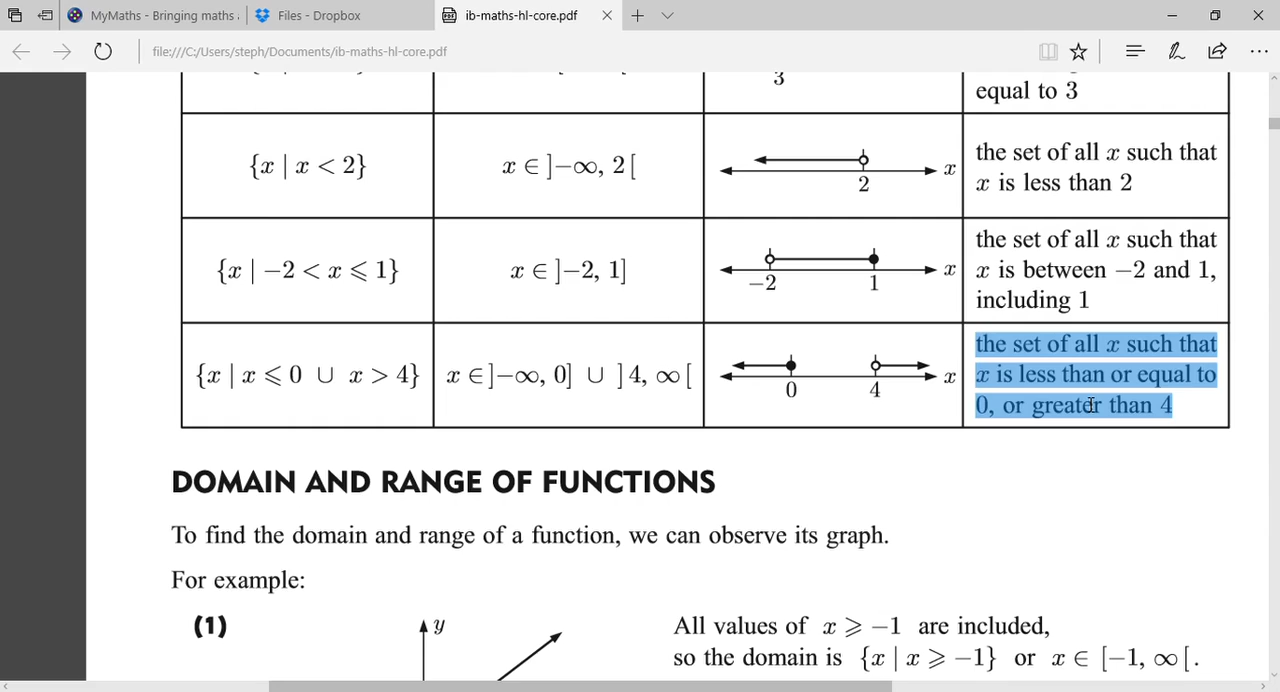 MyMaths - Bringing maths
Files - Dropbox
ib-maths-hl-core.pdf
file:///C:/Users/steph/Documents/ib-maths-hl-core.pdf
3
equal to 3
{x | x < 2}
x ∈ ]−∞, 2[
2
x
the set of all x such that
x is less than 2
{x | −2 < x ⩽ 1}
x ∈ ]−2, 1]
−2
1
x
the set of all x such that
x is between −2 and 1,
including 1
{x | x ⩽ 0 ∪ x > 4}
x ∈ ]−∞, 0] ∪ ]4, ∞[
0
4
x
the set of all x such that
x is less than or equal to
0, or greater than 4
DOMAIN AND RANGE OF FUNCTIONS
To find the domain and range of a function, we can observe its graph.
For example:
(1)
y
All values of x ⩾ −1 are included,
so the domain is {x | x ⩾ −1} or x ∈ [−1, ∞[.